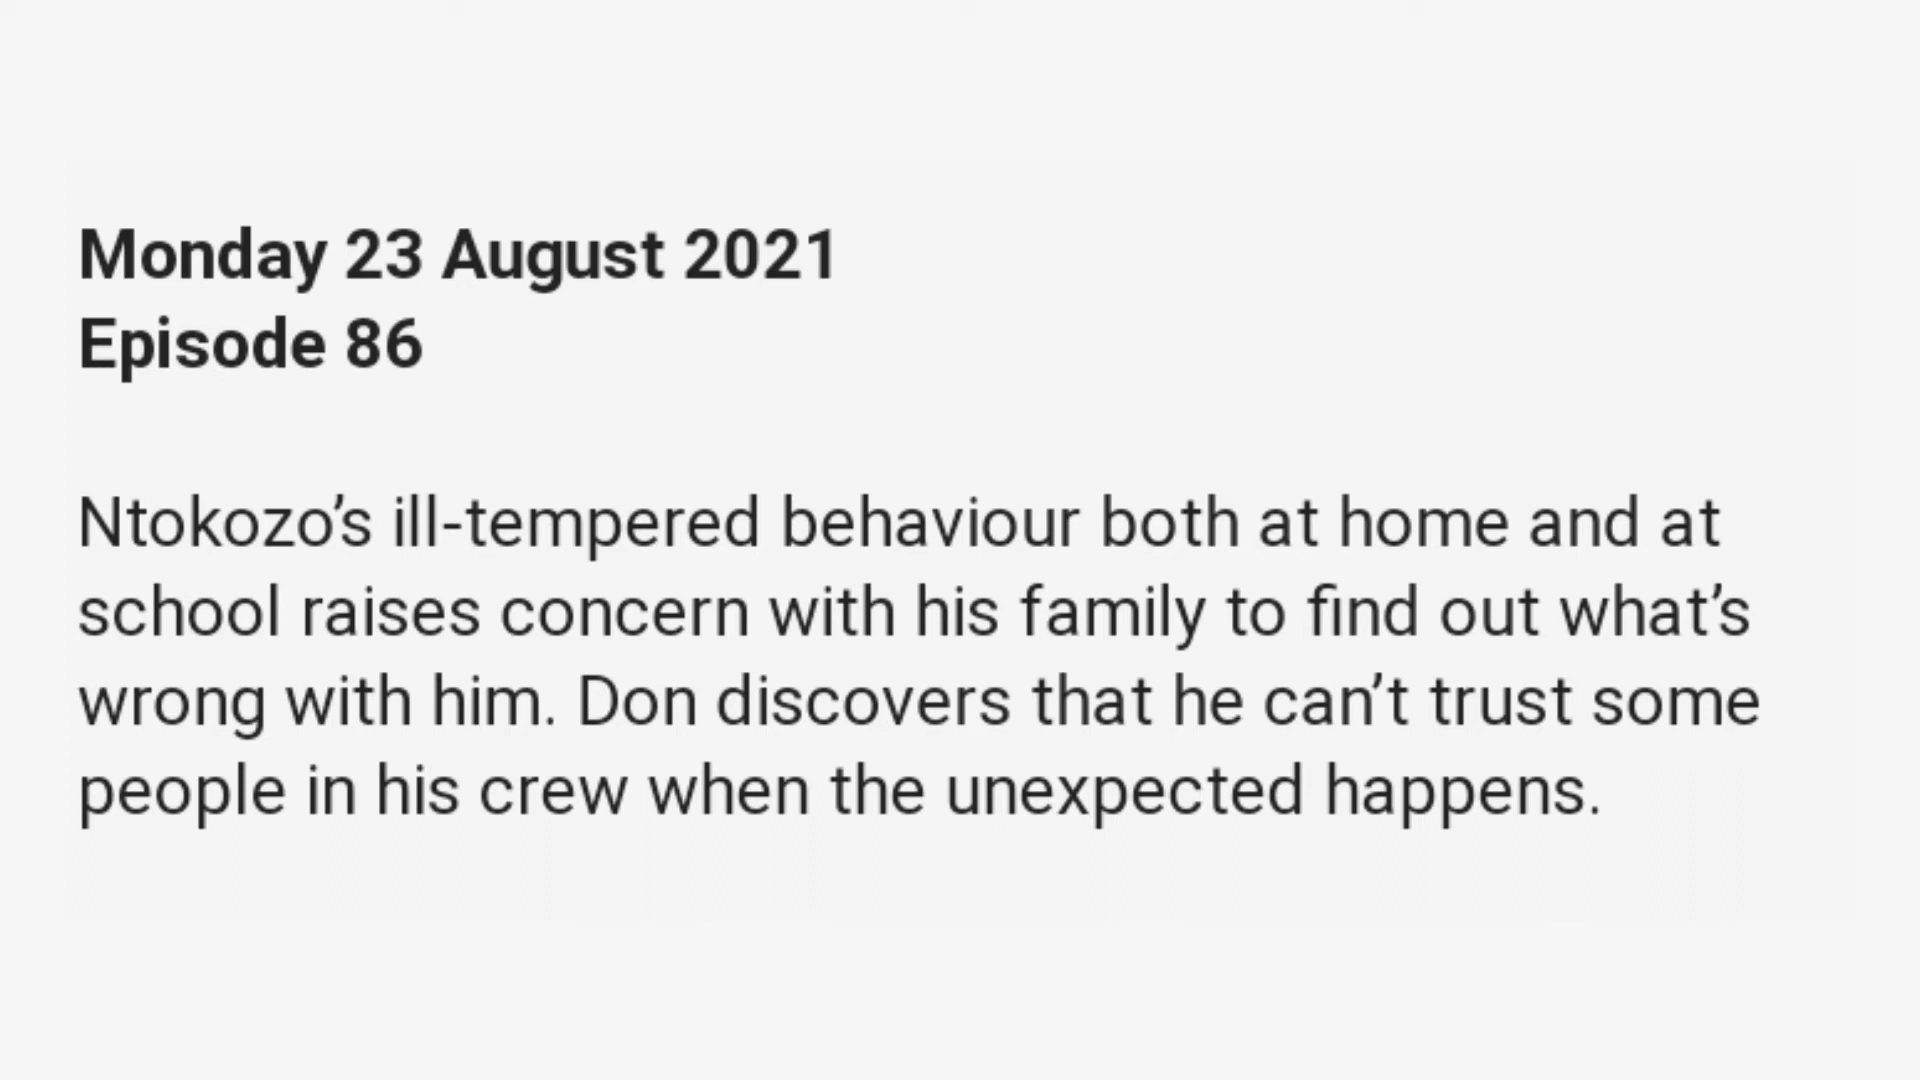 Monday 23 August 2021
Episode 86
Ntokozo’s ill-tempered behaviour both at home and at
school raises concern with his family to find out what’s
wrong with him. Don discovers that he can’t trust some
people in his crew when the unexpected happens.